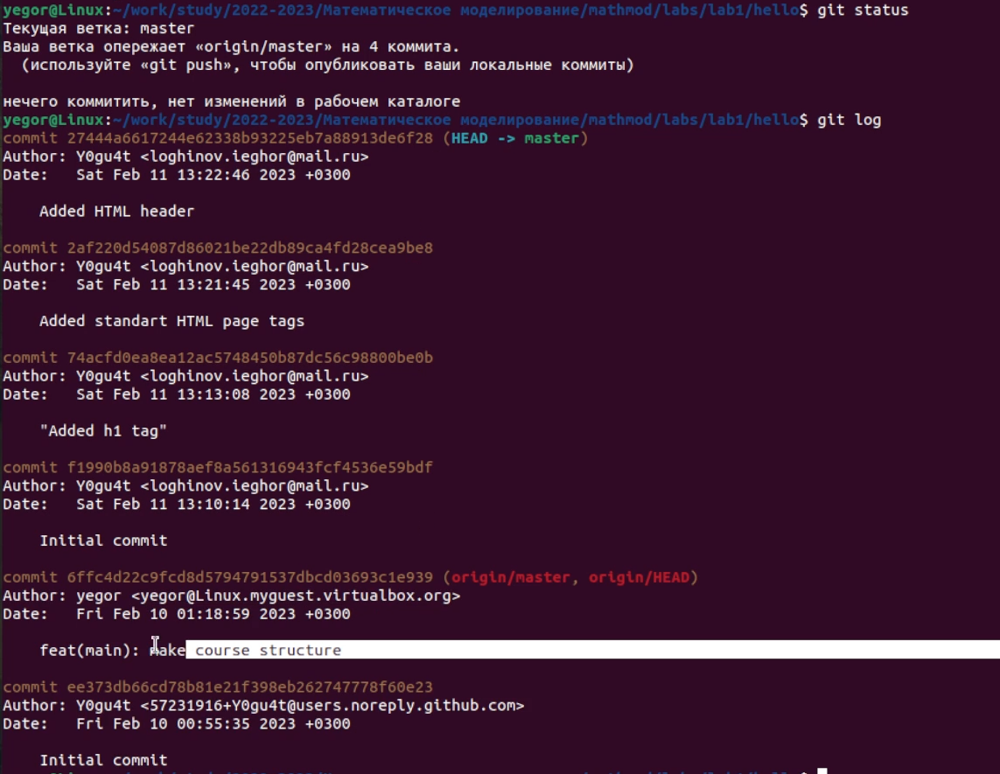 yegor@Linux:~/work/study/2022-2023/Математическое моделирование/mathmod/labs/lab1/hello$ git status
Текущая ветка: master
Ваша ветка опережает «origin/master» на 4 коммита.
(используйте «git push», чтобы опубликовать ваши локальные коммиты)
нечего коммитить, нет изменений в рабочем каталоге
yegor@Linux:~/work/study/2022-2023/Математическое моделирование/mathmod/labs/lab1/hello$ git log
commit 27444a6617244e62338b93225eb7a88913de6f28 (HEAD -> master)
Author: Y0gu4t <loghinov.ieghor@mail.ru>
Date:   Sat Feb 11 13:22:46 2023 +0300
Added HTML header
commit 2af220d54087d86021be22db89ca4fd28cea9be8
Author: Y0gu4t <loghinov.ieghor@mail.ru>
Date:   Sat Feb 11 13:21:45 2023 +0300
Added standart HTML page tags
commit 74acfd0ea8ea12ac5748450b87dc56c98800be0b
Author: Y0gu4t <loghinov.ieghor@mail.ru>
Date:   Sat Feb 11 13:13:08 2023 +0300
"Added h1 tag"
commit f1990b8a91878aef8a561316943fcf4536e59bdf
Author: Y0gu4t <loghinov.ieghor@mail.ru>
Date:   Sat Feb 11 13:10:14 2023 +0300
Initial commit
commit 6ffc4d22c9fcd8d5794791537dbcd03693c1e939 (origin/master, origin/HEAD)
Author: yegor <yegor@Linux.myguest.virtualbox.org>
Date:   Fri Feb 10 01:18:59 2023 +0300
feat(main): make course structure
commit ee373db66cd78b81e21f398eb262747778f60e23
Author: Y0gu4t <57231916+Y0gu4t@users.noreply.github.com>
Date:   Fri Feb 10 00:55:35 2023 +0300
Initial commit